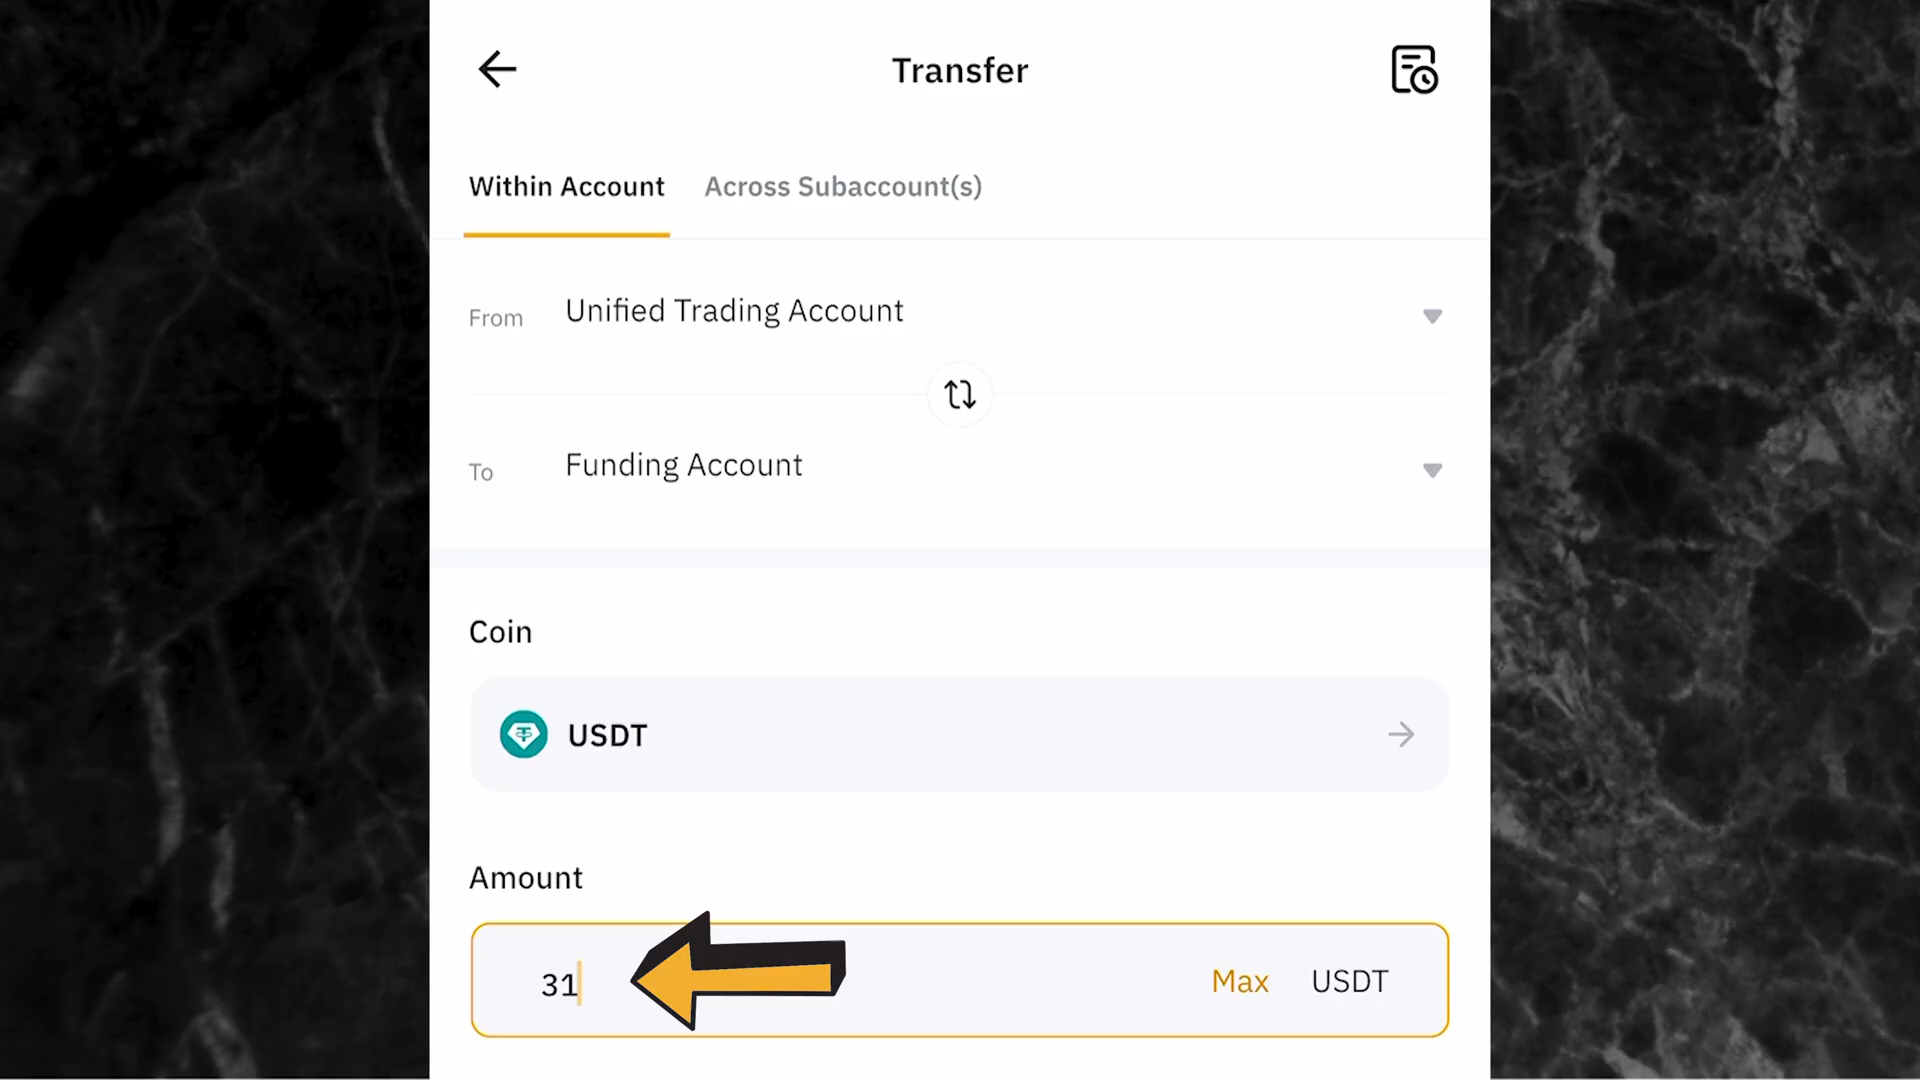 Transfer
Within Account Across Subaccount(s)
From Unified Trading Account
To Funding Account
Coin
USDT
Amount
31 Max USDT